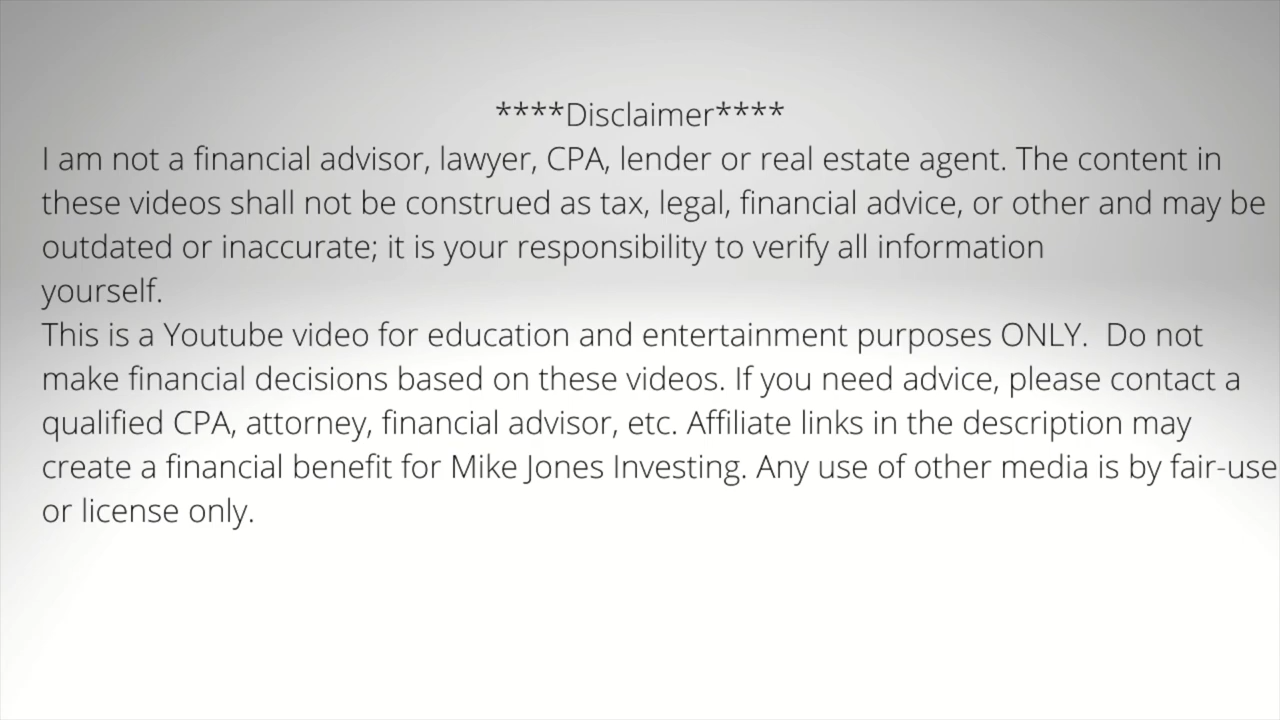 ****Disclaimer****
I am not a financial advisor, lawyer, CPA, lender or real estate agent. The content in
these videos shall not be construed as tax, legal, financial advice, or other and may be
outdated or inaccurate; it is your responsibility to verify all information
yourself.
This is a Youtube video for education and entertainment purposes ONLY.  Do not
make financial decisions based on these videos. If you need advice, please contact a
qualified CPA, attorney, financial advisor, etc. Affiliate links in the description may
create a financial benefit for Mike Jones Investing. Any use of other media is by fair-use
or license only.